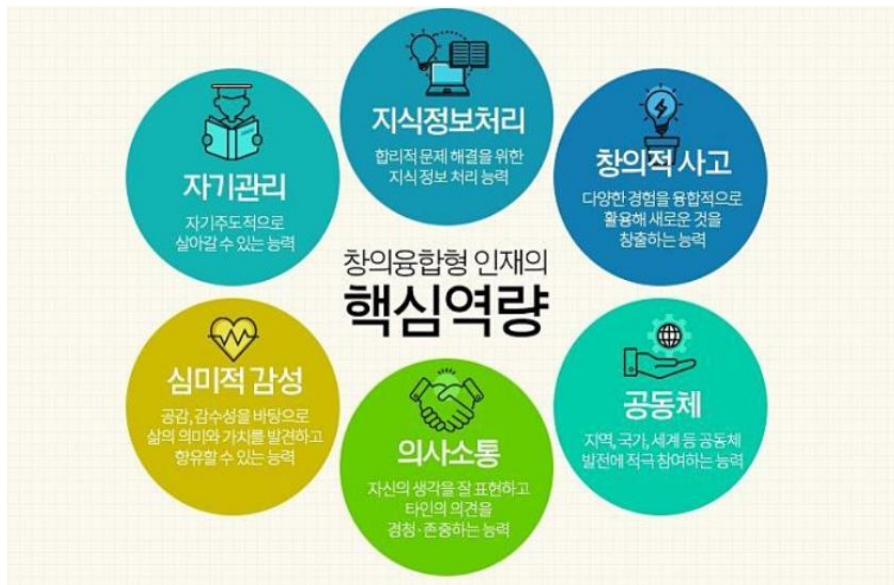 지식정보처리
합리적 문제 해결을 위한
지식 정보 처리 능력
창의적 사고
다양한 경험을 융합적으로
활용해 새로운 것을
창출하는 능력
자기관리
자기주도적으로
살아갈 수 있는 능력
창의융합형 인재의
핵심역량
심미적 감성
공감, 감수성을 바탕으로
삶의 의미와 가치를 발견하고
향유할 수 있는 능력
의사소통
자신의 생각을 잘 표현하고
타인의 의견을
경청·존중하는 능력
공동체
지역, 국가, 세계 등 공동체
발전에 적극 참여하는 능력